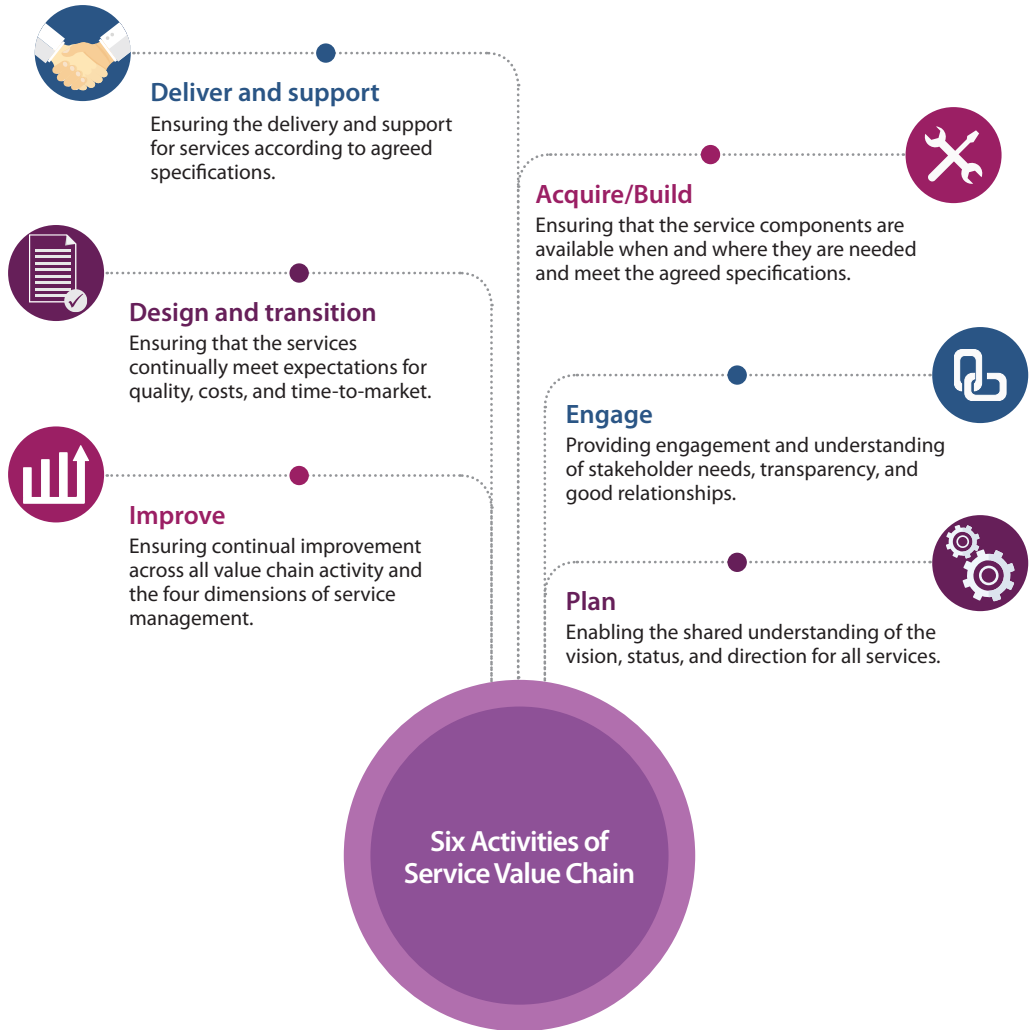 Deliver and support
Ensuring the delivery and support
for services according to agreed
specifications.
Acquire/Build
Ensuring that the service components are
available when and where they are needed
and meet the agreed specifications.
Design and transition
Ensuring that the services
continually meet expectations for
quality, costs, and time-to-market.
Engage
Providing engagement and understanding
of stakeholder needs, transparency, and
good relationships.
Improve
Ensuring continual improvement
across all value chain activity and
the four dimensions of service
management.
Plan
Enabling the shared understanding of the
vision, status, and direction for all services.
Six Activities of
Service Value Chain